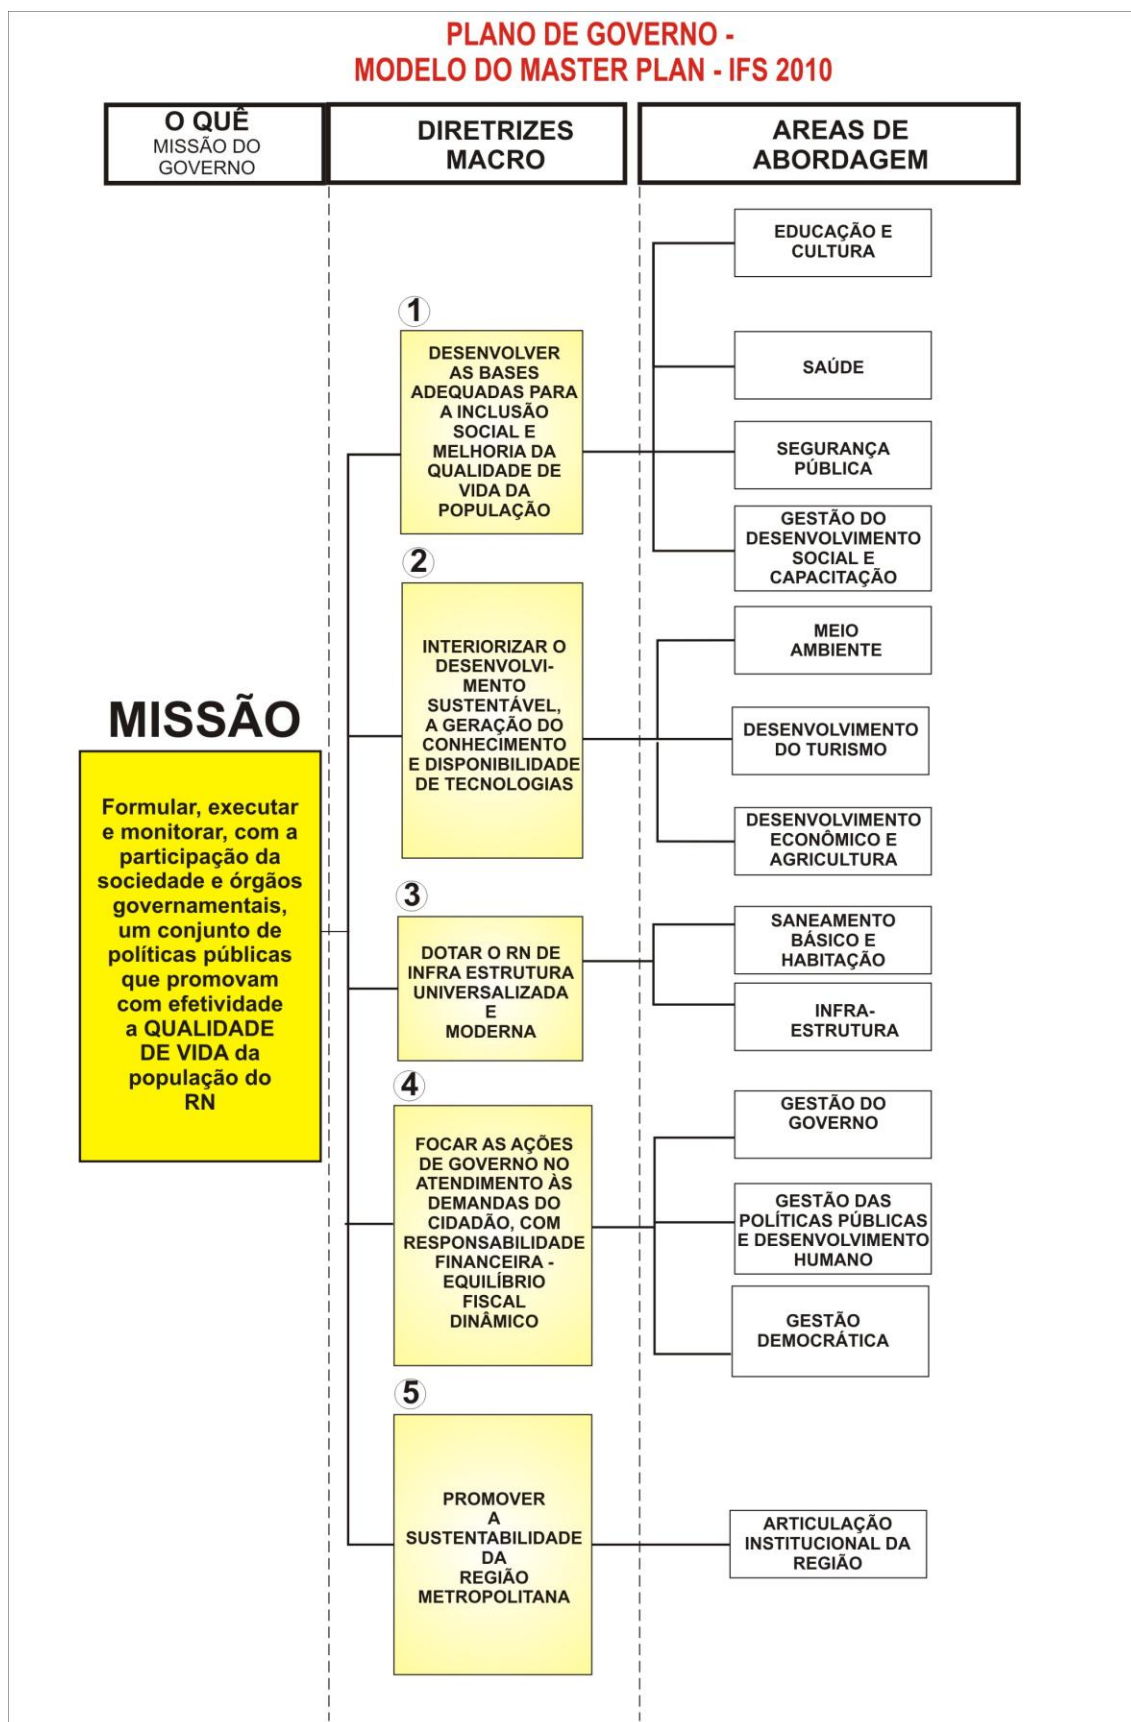 PLANO DE GOVERNO -
MODELO DO MASTER PLAN - IFS 2010
O QUÊ
MISSÃO DO
GOVERNO
DIRETRIZES
MACRO
AREAS DE
ABORDAGEM
MISSÃO
Formular, executar
e monitorar, com a
participação da
sociedade e órgãos
governamentais,
um conjunto de
políticas públicas
que promovam
com efetividade
a QUALIDADE
DE VIDA da
população do
RN
1
DESENVOLVER
AS BASES
ADEQUADAS PARA
A INCLUSÃO
SOCIAL E
MELHORIA DA
QUALIDADE DE
VIDA DA
POPULAÇÃO
EDUCAÇÃO E
CULTURA
SAÚDE
SEGURANÇA
PÚBLICA
GESTÃO DO
DESENVOLVIMENTO
SOCIAL E
CAPACITAÇÃO
2
INTERIORIZAR O
DESENVOLVI-
MENTO
SUSTENTÁVEL,
A GERAÇÃO DO
CONHECIMENTO
E DISPONIBILIDADE
DE TECNOLOGIAS
MEIO
AMBIENTE
DESENVOLVIMENTO
DO TURISMO
DESENVOLVIMENTO
ECONÔMICO E
AGRICULTURA
3
DOTAR O RN DE
INFRA ESTRUTURA
UNIVERSALIZADA
E
MODERNA
SANEAMENTO
BÁSICO E
HABITAÇÃO
INFRA-
ESTRUTURA
4
FOCAR AS AÇÕES
DE GOVERNO NO
ATENDIMENTO ÀS
DEMANDAS DO
CIDADÃO, COM
RESPONSABILIDADE
FINANCEIRA -
EQUILÍBRIO
FISCAL
DINÂMICO
GESTÃO DO
GOVERNO
GESTÃO DAS
POLÍTICAS PÚBLICAS
E DESENVOLVIMENTO
HUMANO
GESTÃO
DEMOCRÁTICA
5
PROMOVER
A
SUSTENTABILIDADE
DA
REGIÃO
METROPOLITANA
ARTICULAÇÃO
INSTITUCIONAL DA
REGIÃO